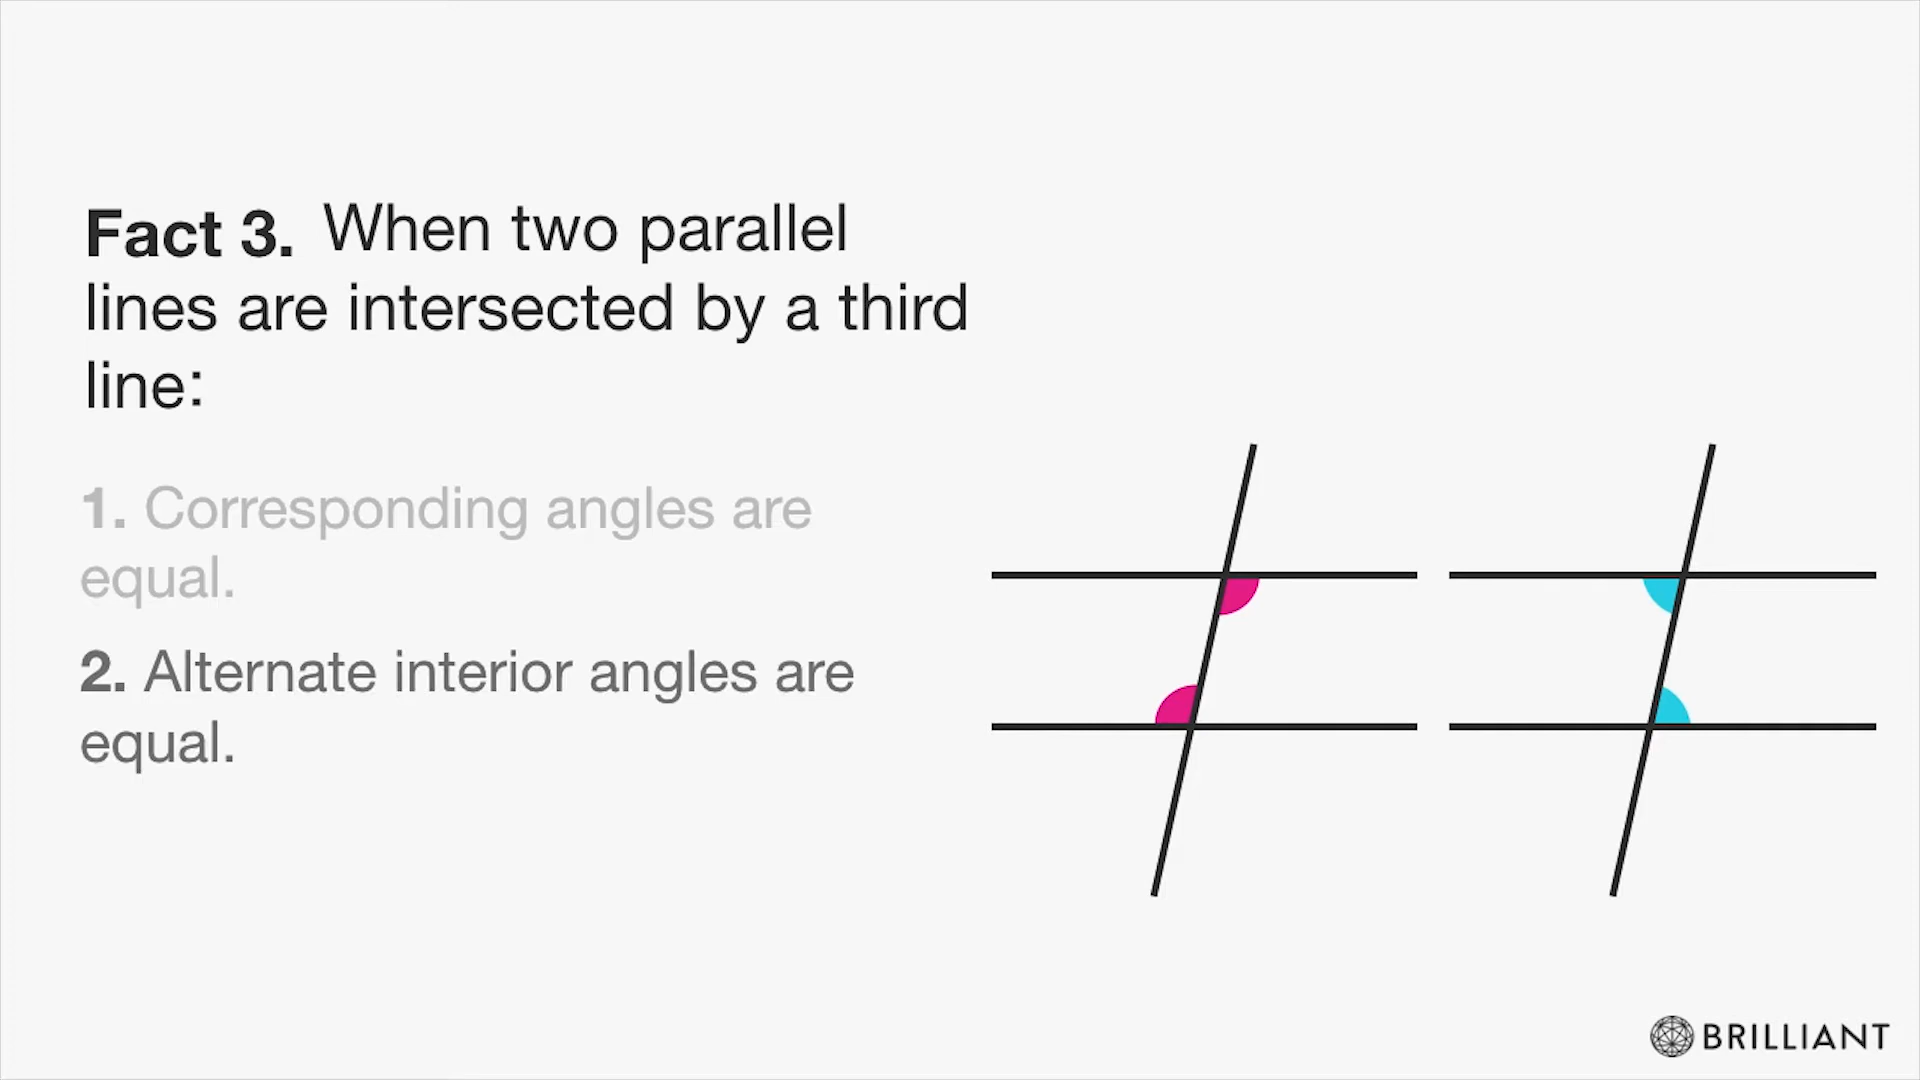 Fact 3. When two parallel
lines are intersected by a third
line:
1. Corresponding angles are
equal.
2. Alternate interior angles are
equal.
BRILLIANT